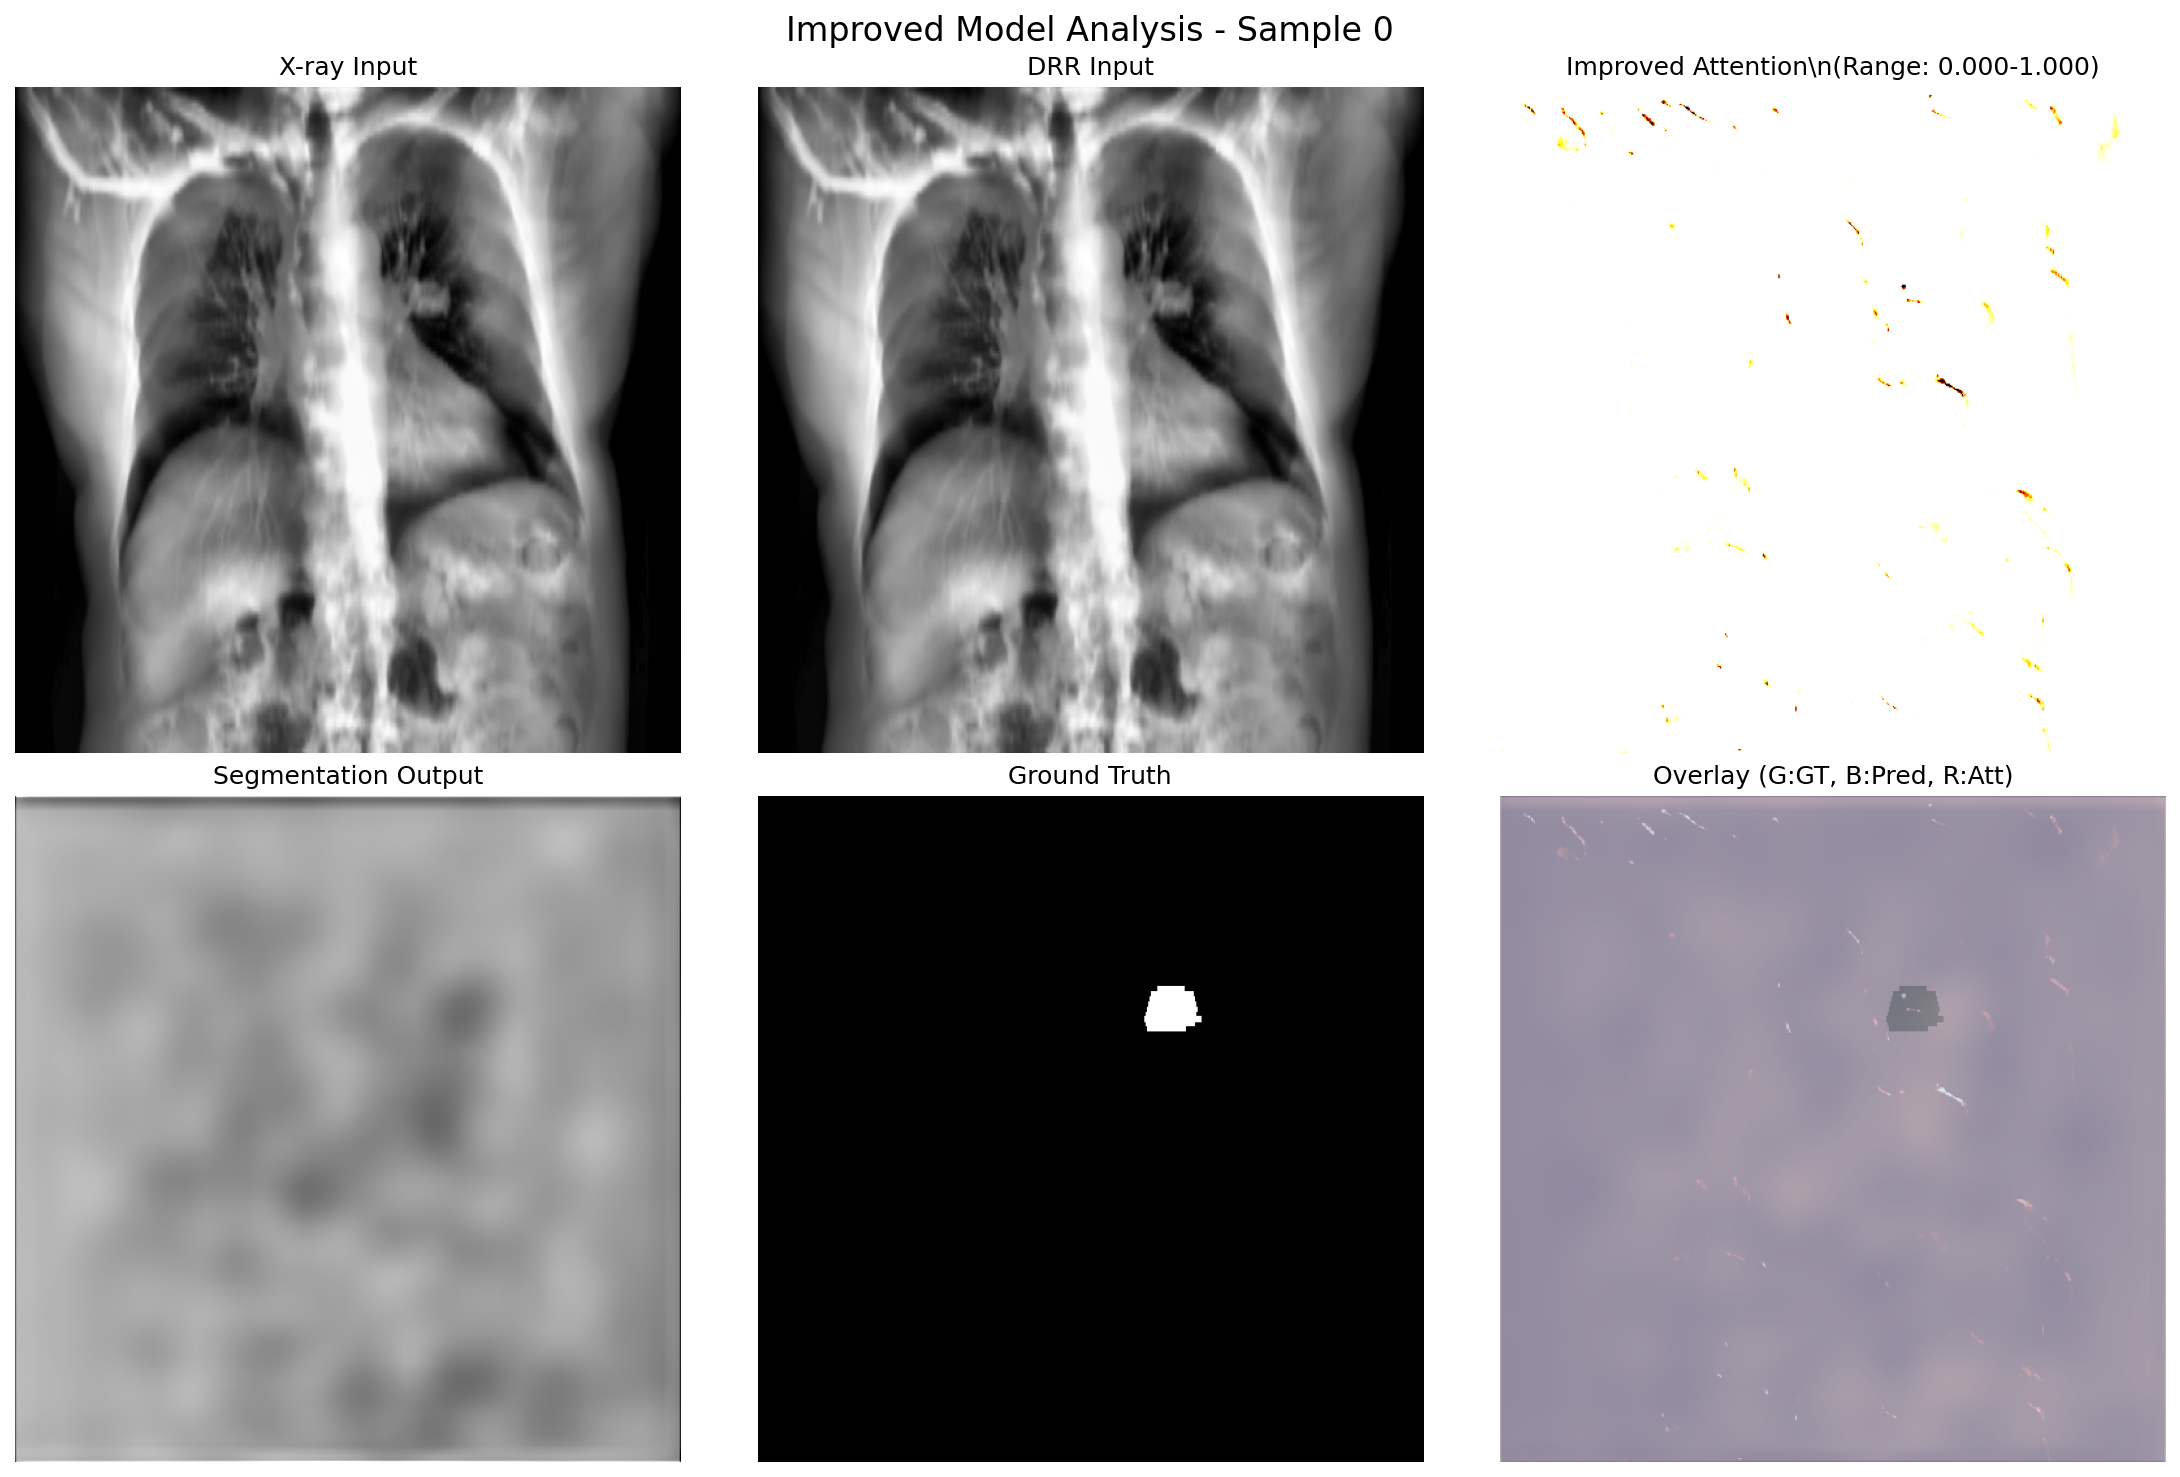 Improved Model Analysis - Sample 0
X-ray Input
DRR Input
Improved Attention\n(Range: 0.000-1.000)
Segmentation Output
Ground Truth
Overlay (G:GT, B:Pred, R:Att)